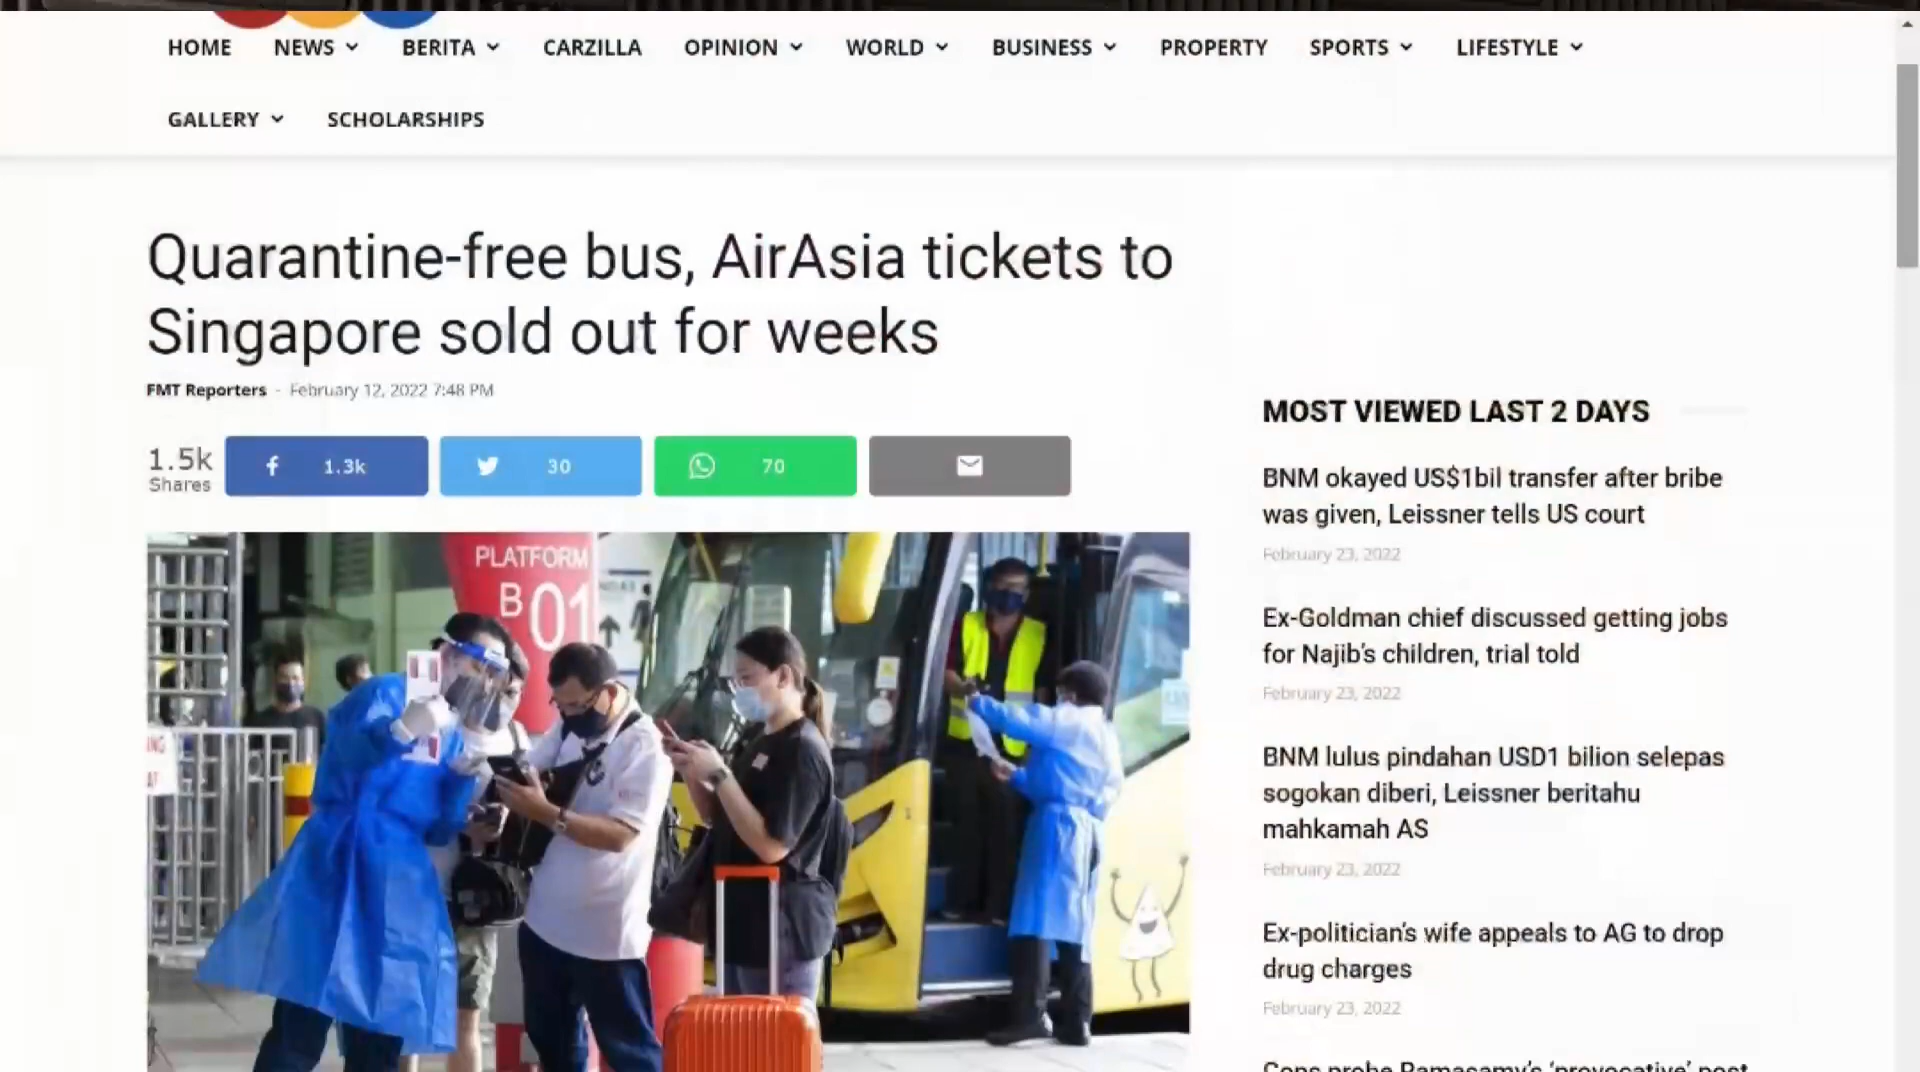 HOME NEWS BERITA CARZILLA OPINION WORLD BUSINESS PROPERTY SPORTS LIFESTYLE
GALLERY SCHOLARSHIPS
Quarantine-free bus, AirAsia tickets to
Singapore sold out for weeks
FMT Reporters - February 12, 2022 7:48 PM
1.5k
Shares
1.3k
30
70
PLATFORM
B01
MOST VIEWED LAST 2 DAYS
BNM okayed US$1bil transfer after bribe
was given, Leissner tells US court
February 23, 2022
Ex-Goldman chief discussed getting jobs
for Najib's children, trial told
February 23, 2022
BNM lulus pindahan USD1 bilion selepas
sogokan diberi, Leissner beritahu
mahkamah AS
February 23, 2022
Ex-politician's wife appeals to AG to drop
drug charges
February 23, 2022
Cops probe Ramasamy's 'provocative' post